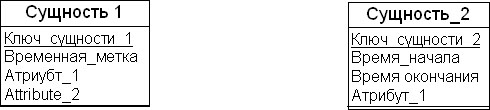 Сущность 1
Ключ_сущности_1
Временная_метка
Атриубт_1
Attribute_2
Сущность_2
Ключ_сущности_2
Время_начала
Время окончания
Атрибут_1